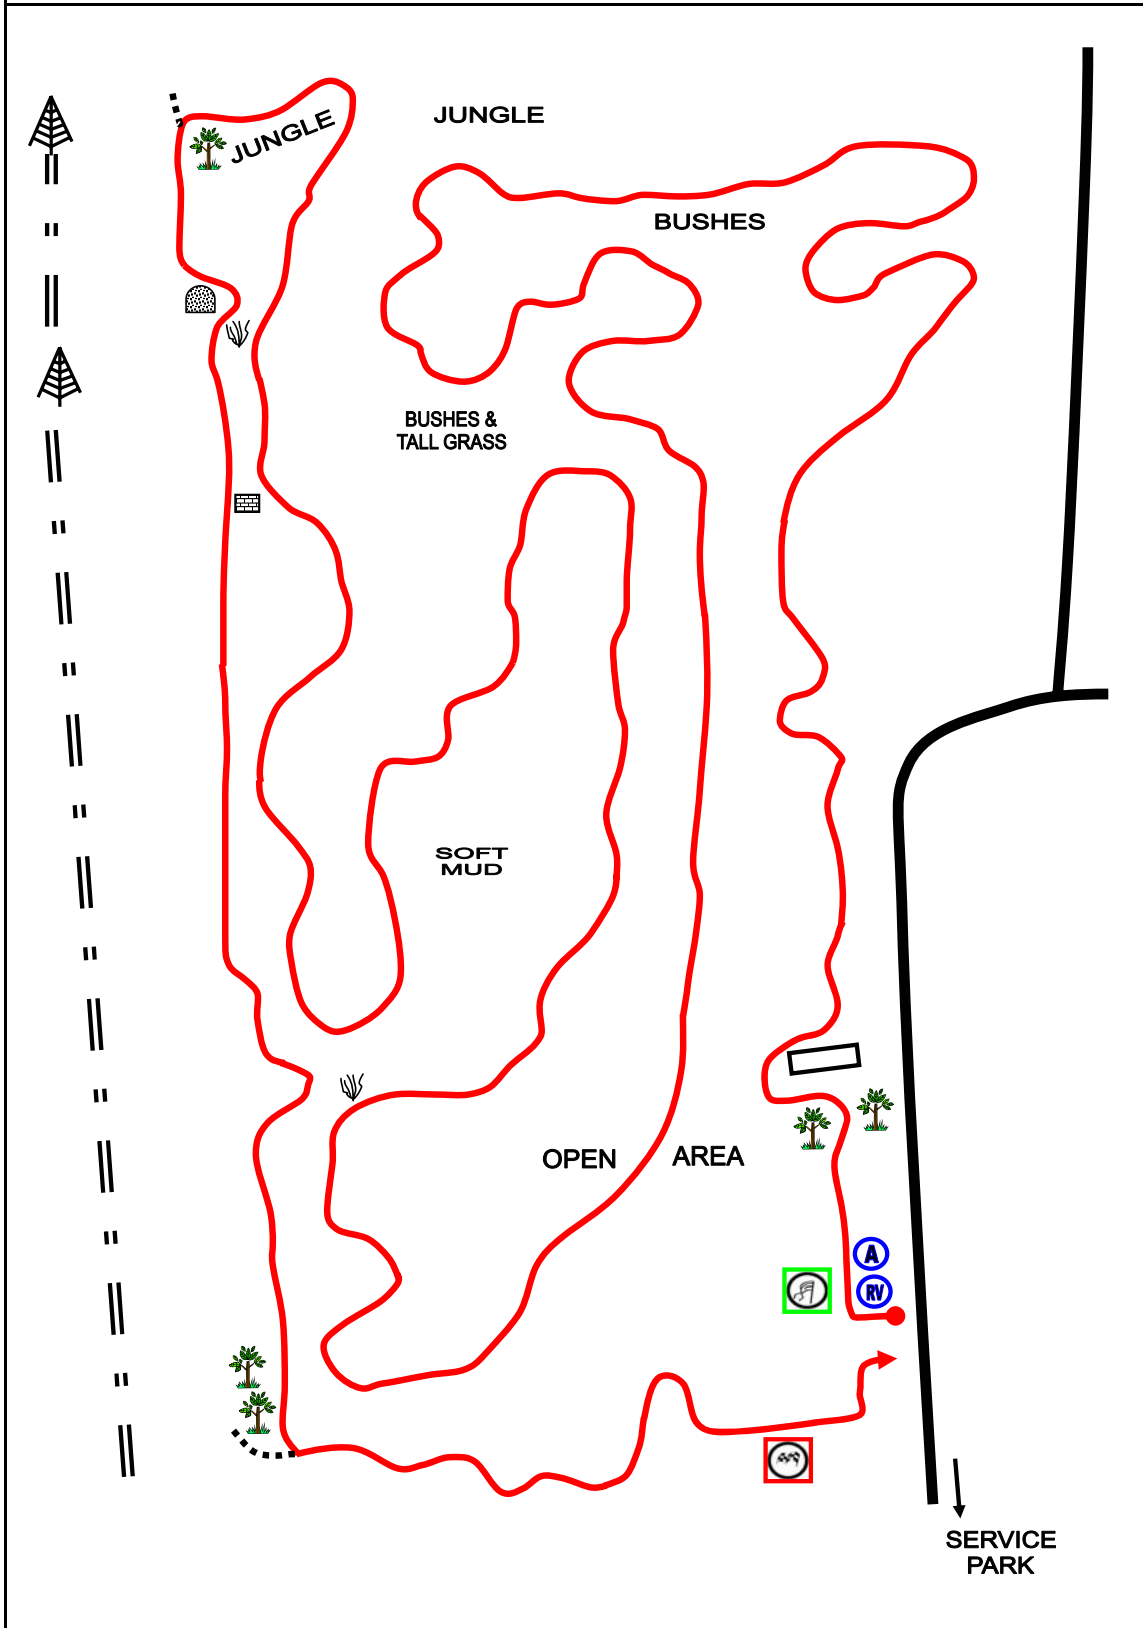 JUNGLE
JUNGLE
BUSHES
BUSHES &
TALL GRASS
SOFT
MUD
OPEN AREA
A
RV
SERVICE
PARK